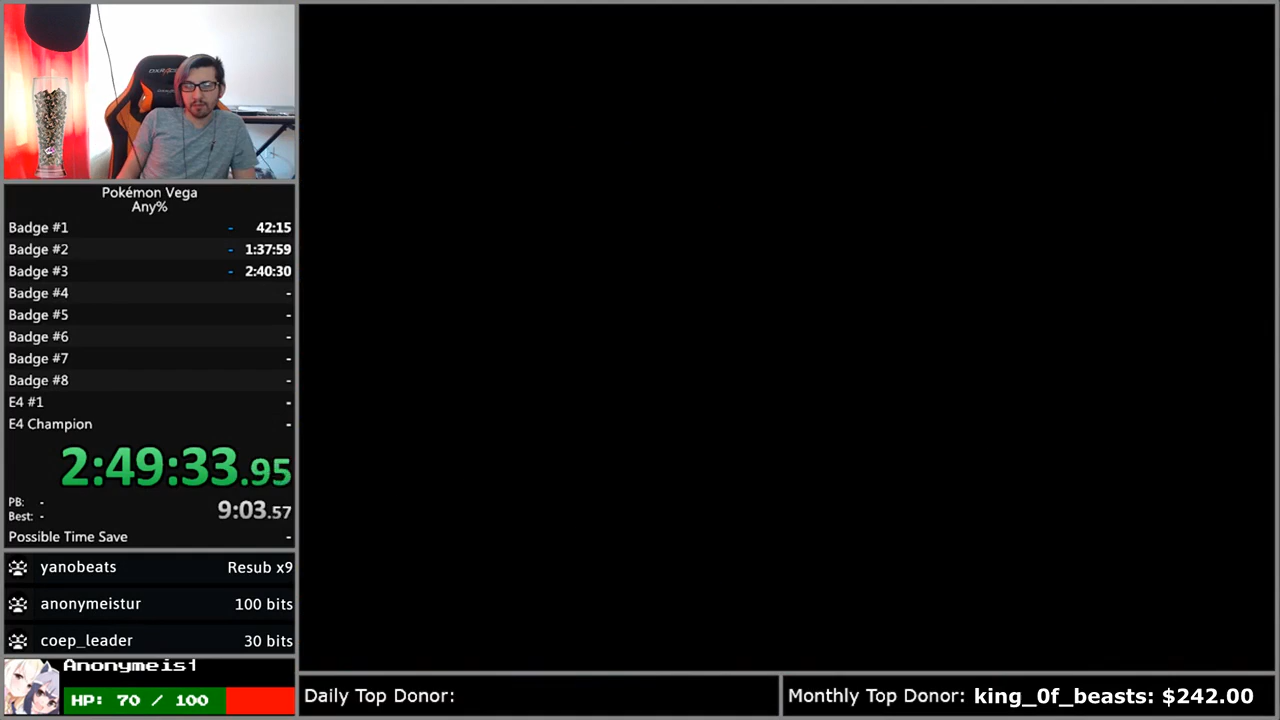 Pokémon Vega
Any%
Badge #1 - 42:15
Badge #2 - 1:37:59
Badge #3 - 2:40:30
Badge #4 -
Badge #5 -
Badge #6 -
Badge #7 -
Badge #8 -
E4 #1 -
E4 Champion -
2:49:33.95
PB: -
Best: -
9:03.57
Possible Time Save -
yanobeats Resub x9
anonymeistur 100 bits
coep_leader 30 bits
HP: 70 / 100
Daily Top Donor:
Monthly Top Donor: king_0f_beasts: $242.00